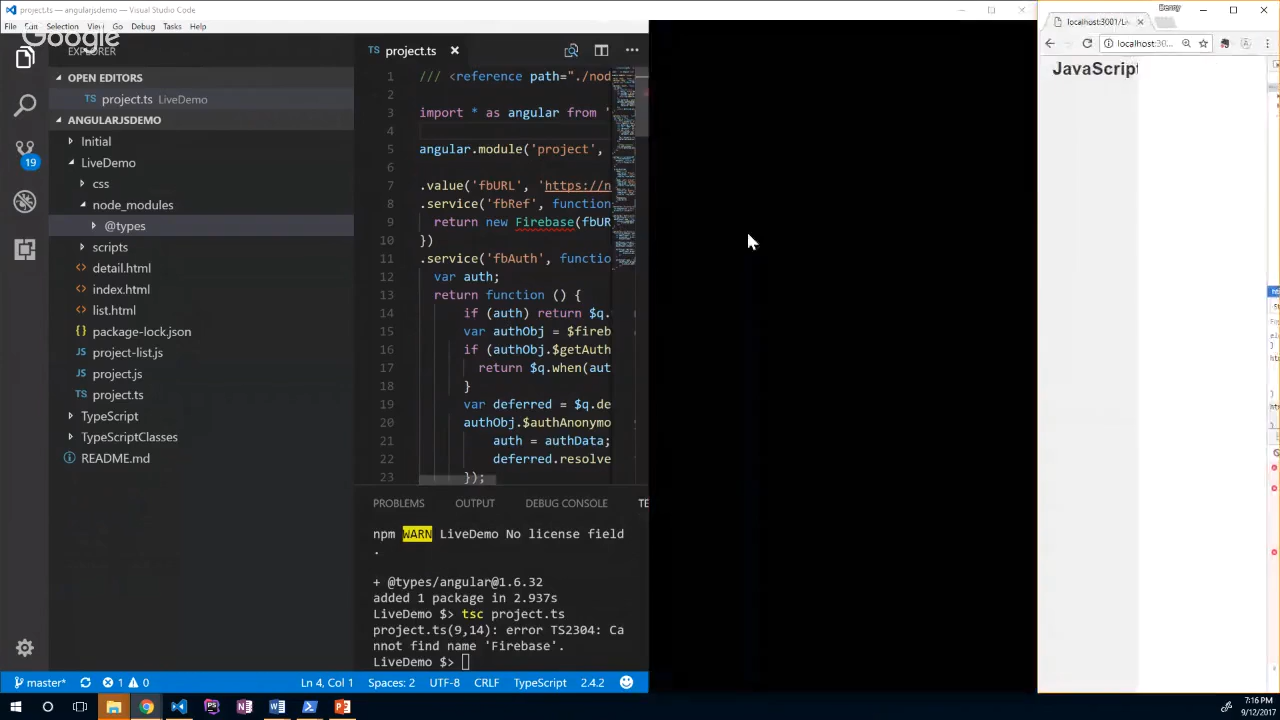 project.ts - angularjsdemo - Visual Studio Code
File Edit Selection View Go Debug Tasks Help
Google
EXPLORER
OPEN EDITORS
TS project.ts LiveDemo
ANGULARJSDEMO
Initial
LiveDemo
css
node_modules
@types
scripts
detail.html
index.html
list.html
package-lock.json
project-list.js
project.js
project.ts
TypeScript
TypeScriptClasses
README.md
19
TS project.ts
1 /// <reference path="./nod
2
3 import * as angular from '
4
5 angular.module('project',
6
7 .value('fbURL', 'https://n
8 .service('fbRef', function
9 return new Firebase(fbUR
10 })
11 .service('fbAuth', functio
12 var auth;
13 return function () {
14 if (auth) return $q.
15 var authObj = $fireb
16 if (authObj.$getAuth
17 return $q.when(aut
18 }
19 var deferred = $q.de
20 authObj.$authAnonymo
21 auth = authData;
22 deferred.resolve
23 });
PROBLEMS OUTPUT DEBUG CONSOLE TE
npm WARN LiveDemo No license field
.
+ @types/angular@1.6.32
added 1 package in 2.937s
LiveDemo $> tsc project.ts
project.ts(9,14): error TS2304: Ca
nnot find name 'Firebase'.
LiveDemo $>
master* 1 0 Ln 4, Col 1 Spaces: 2 UTF-8 CRLF TypeScript 2.4.2
Benny
localhost:3001/L
localhost:30...
JavaScript
7:16 PM
9/12/2017